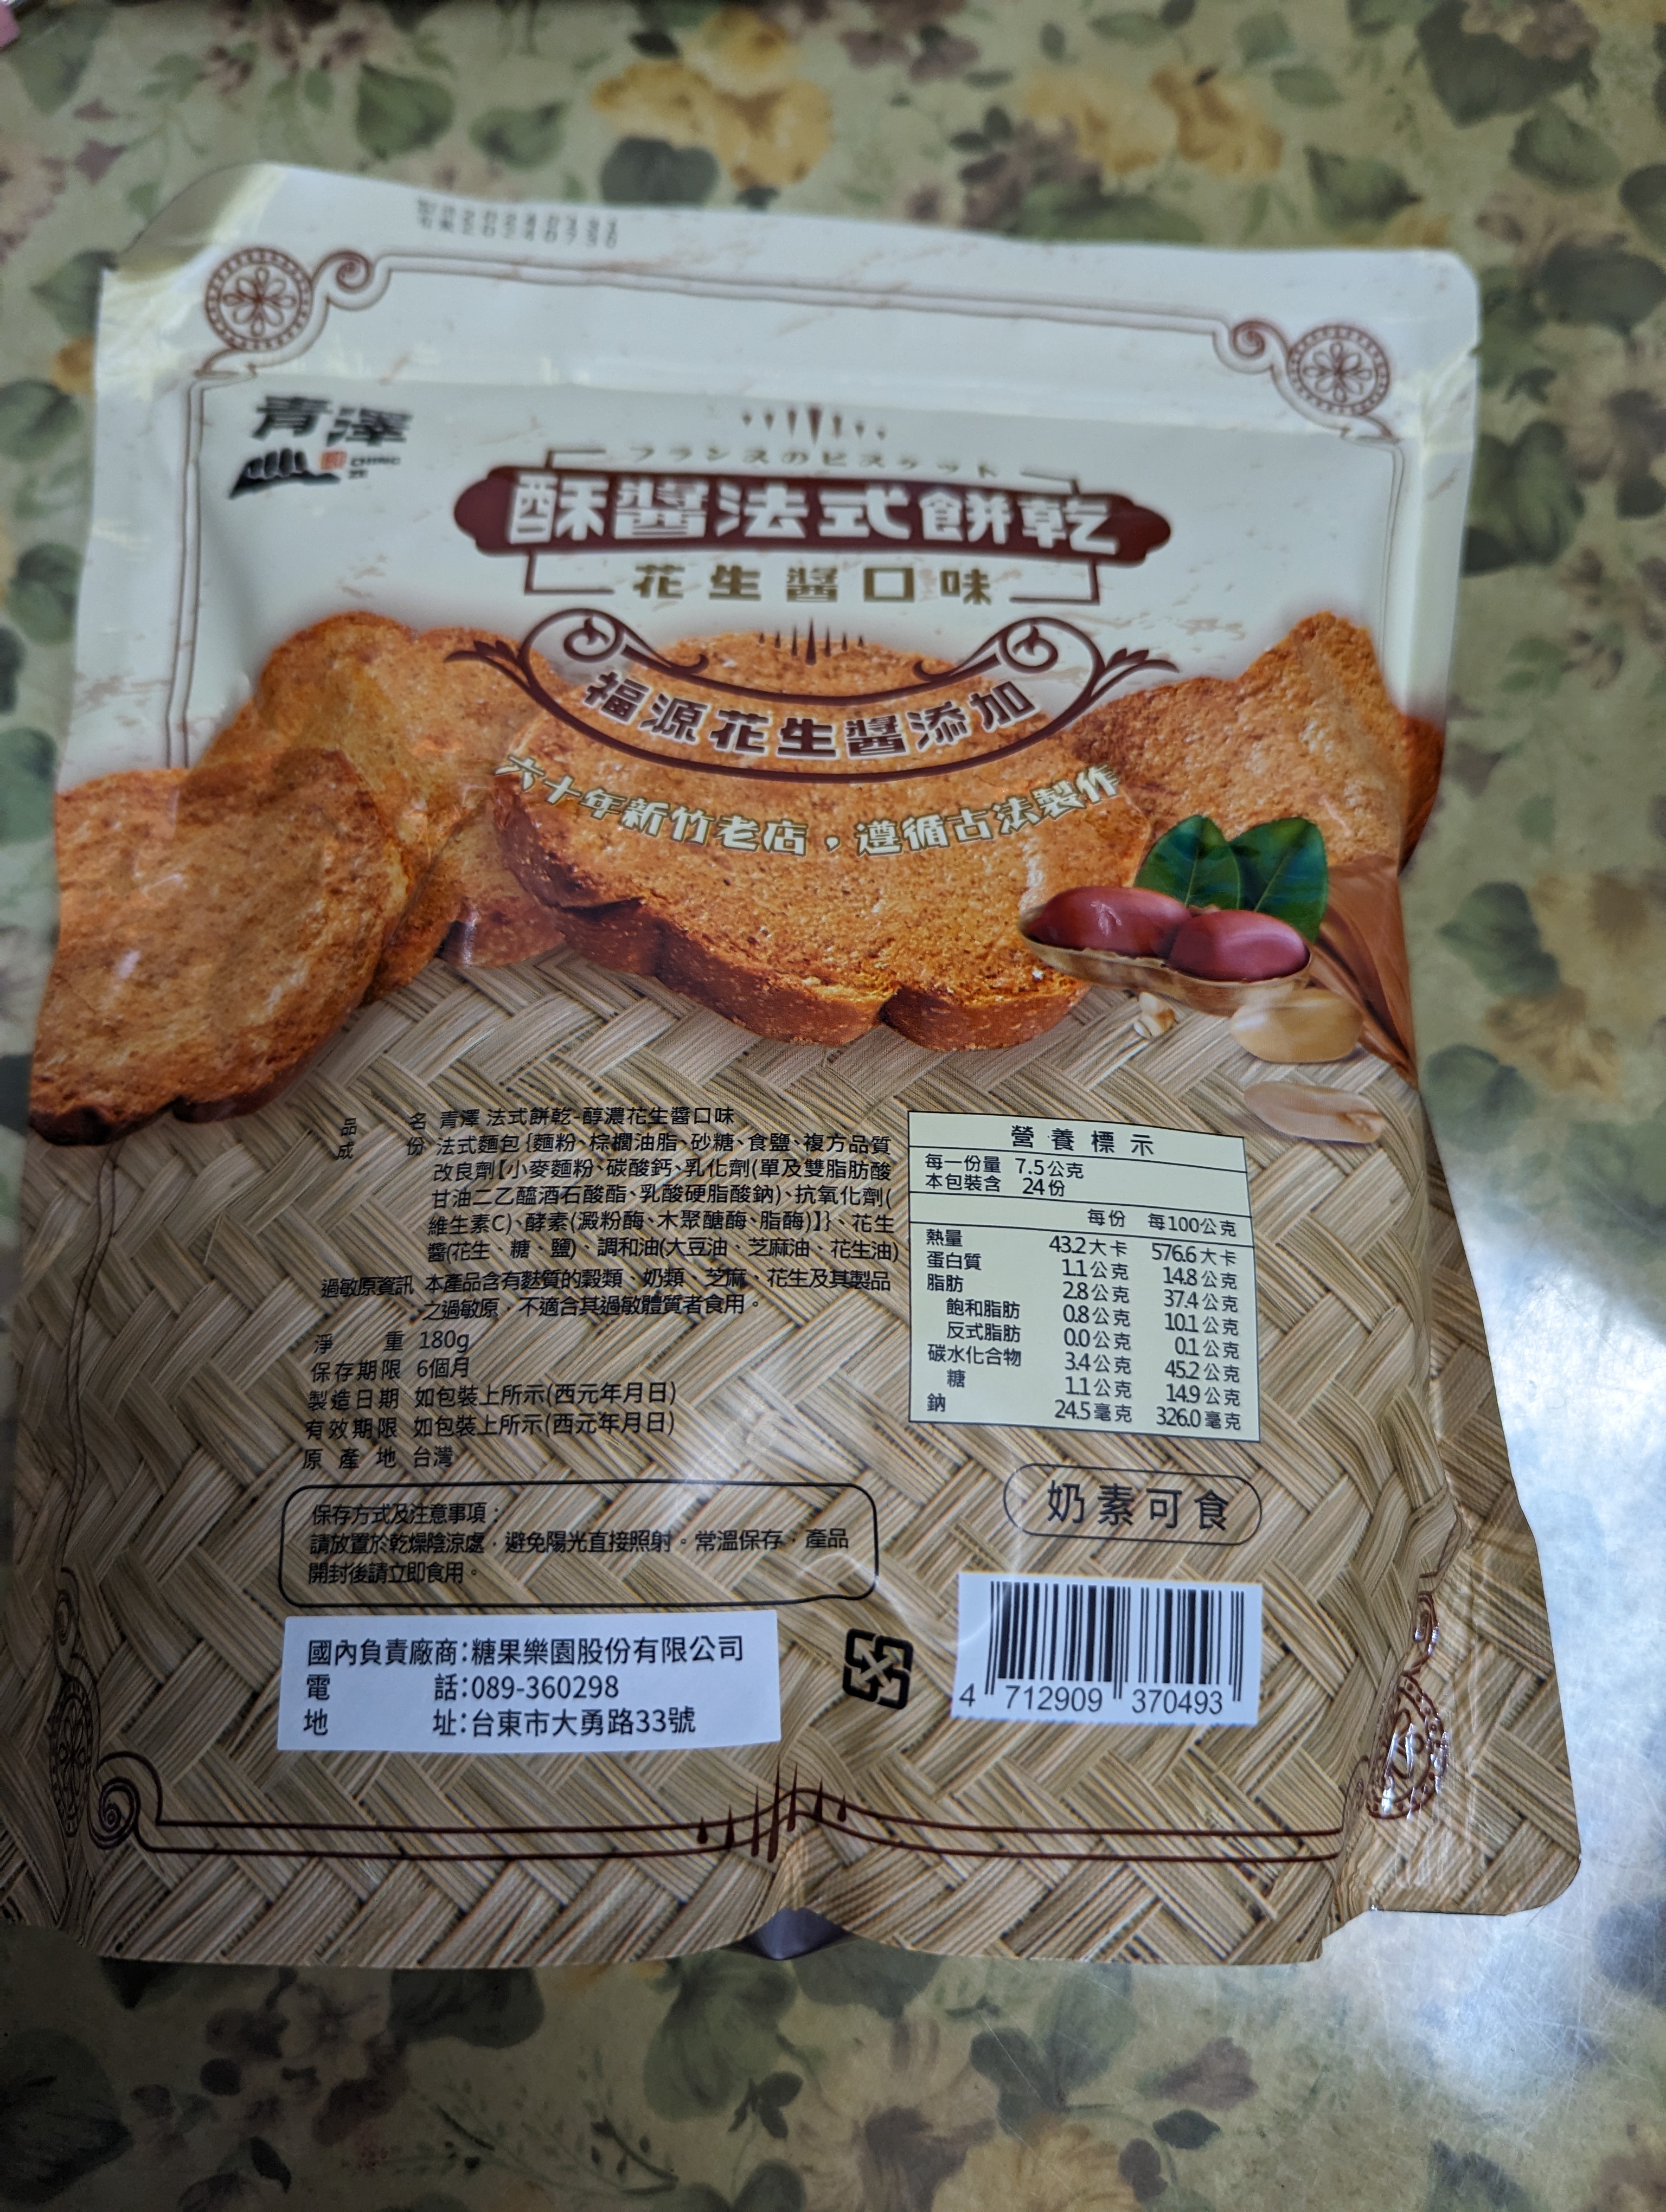 青澤
フランスのビスケット
酥醬法式餅乾
花生醬口味
福源花生醬添加
六十年新竹老店，遵循古法製作
品 名 青澤 法式餅乾-醇濃花生醬口味
成 份 法式麵包{麵粉、棕櫚油脂、砂糖、食鹽、複方品質
改良劑【小麥麵粉、碳酸鈣、乳化劑(單及雙脂肪酸
甘油二乙醯酒石酸酯、乳酸硬脂酸鈉)、抗氧化劑(
維生素C)、酵素(澱粉酶、木聚醣酶、脂酶)】}、花生
醬(花生、糖、鹽)、調和油(大豆油、芝麻油、花生油)
過敏原資訊 本產品含有麩質的穀類、奶類、芝麻、花生及其製品
之過敏原，不適合其過敏體質者食用。
淨 重 180g
保存期限 6個月
製造日期 如包裝上所示(西元年月日)
有效期限 如包裝上所示(西元年月日)
原產地 台灣
營養標示
每一份量 7.5公克
本包裝含 24份
每份 每100公克
熱量 43.2大卡 576.6大卡
蛋白質 1.1公克 14.8公克
脂肪 2.8公克 37.4公克
飽和脂肪 0.8公克 10.1公克
反式脂肪 0.0公克 0.1公克
碳水化合物 3.4公克 45.2公克
糖 1.1公克 14.9公克
鈉 24.5毫克 326.0毫克
奶素可食
保存方式及注意事項：
請放置於乾燥陰涼處，避免陽光直接照射。常溫保存，產品
開封後請立即食用。
國內負責廠商:糖果樂園股份有限公司
電 話:089-360298
地 址:台東市大勇路33號
4 712909 370493